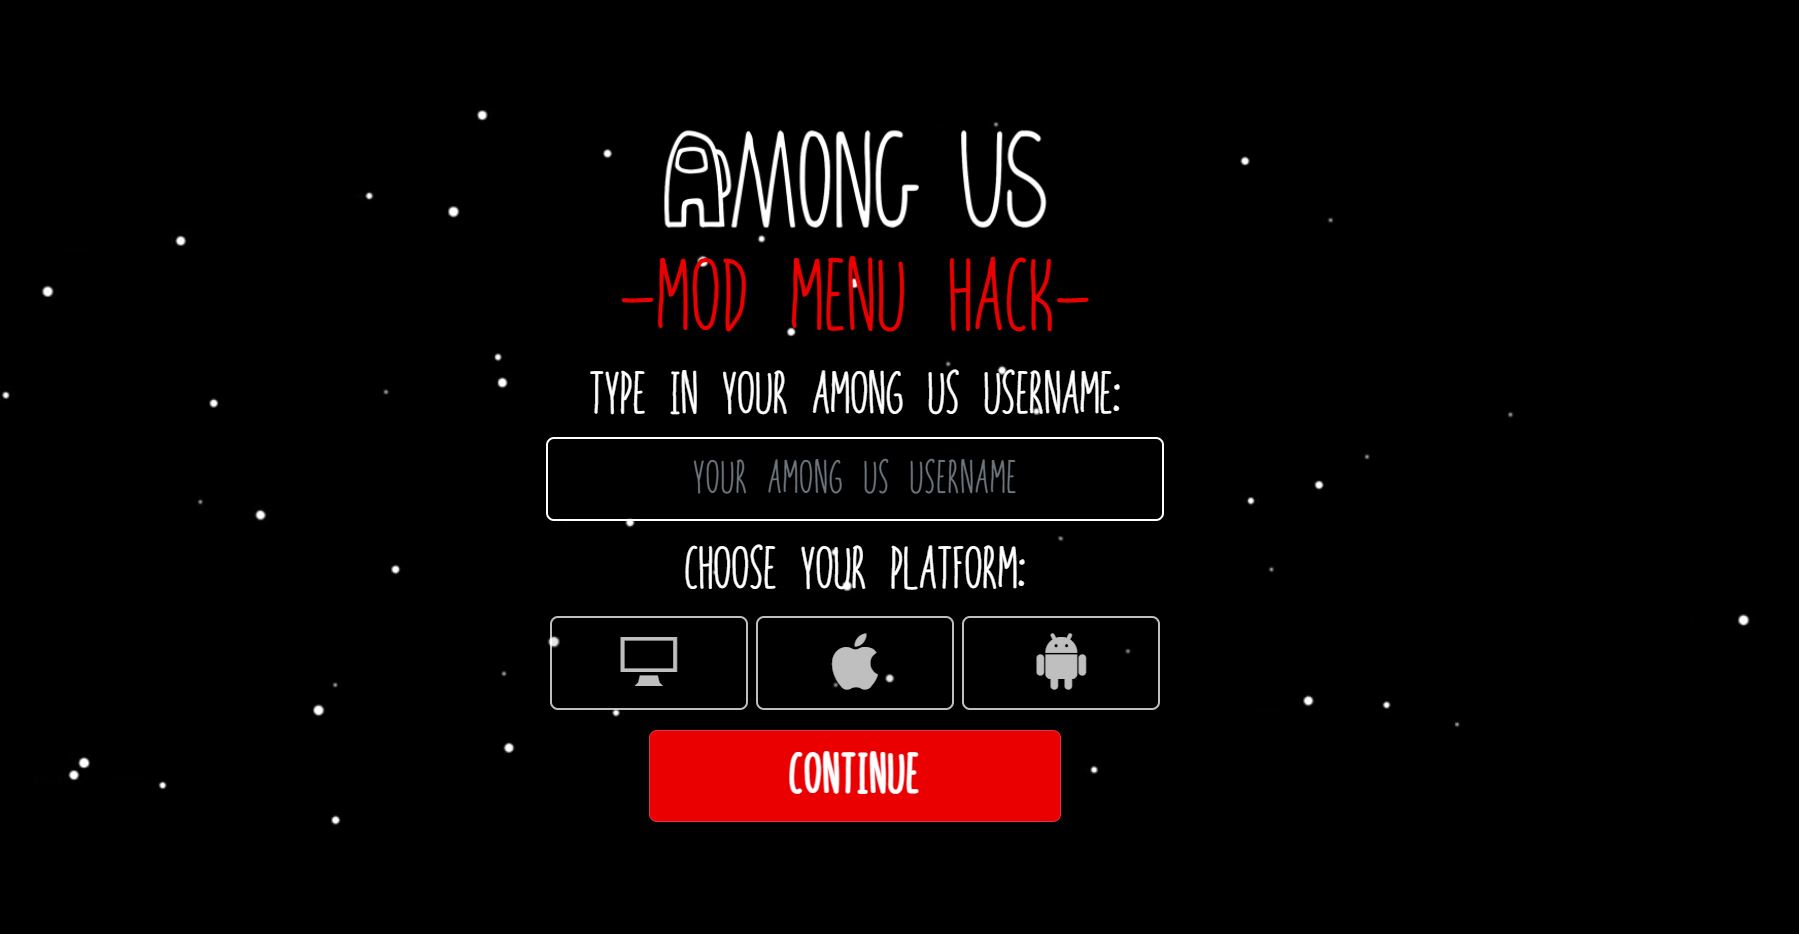 AMONG US
-MOD MENU HACK-
TYPE IN YOUR AMONG US USERNAME:
YOUR AMONG US USERNAME
CHOOSE YOUR PLATFORM:
CONTINUE